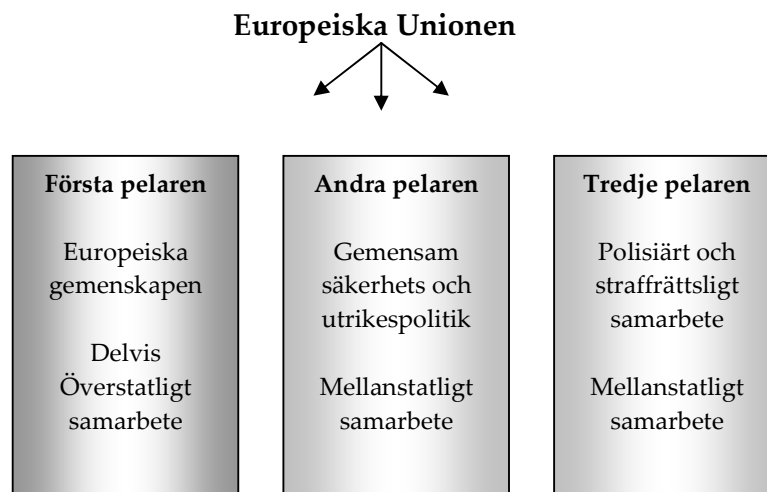 Europeiska Unionen
Första pelaren
Europeiska
gemenskapen
Delvis
Överstatligt
samarbete
Andra pelaren
Gemensam
säkerhets och
utrikespolitik
Mellanstatligt
samarbete
Tredje pelaren
Polisiärt och
straffrättsligt
samarbete
Mellanstatligt
samarbete